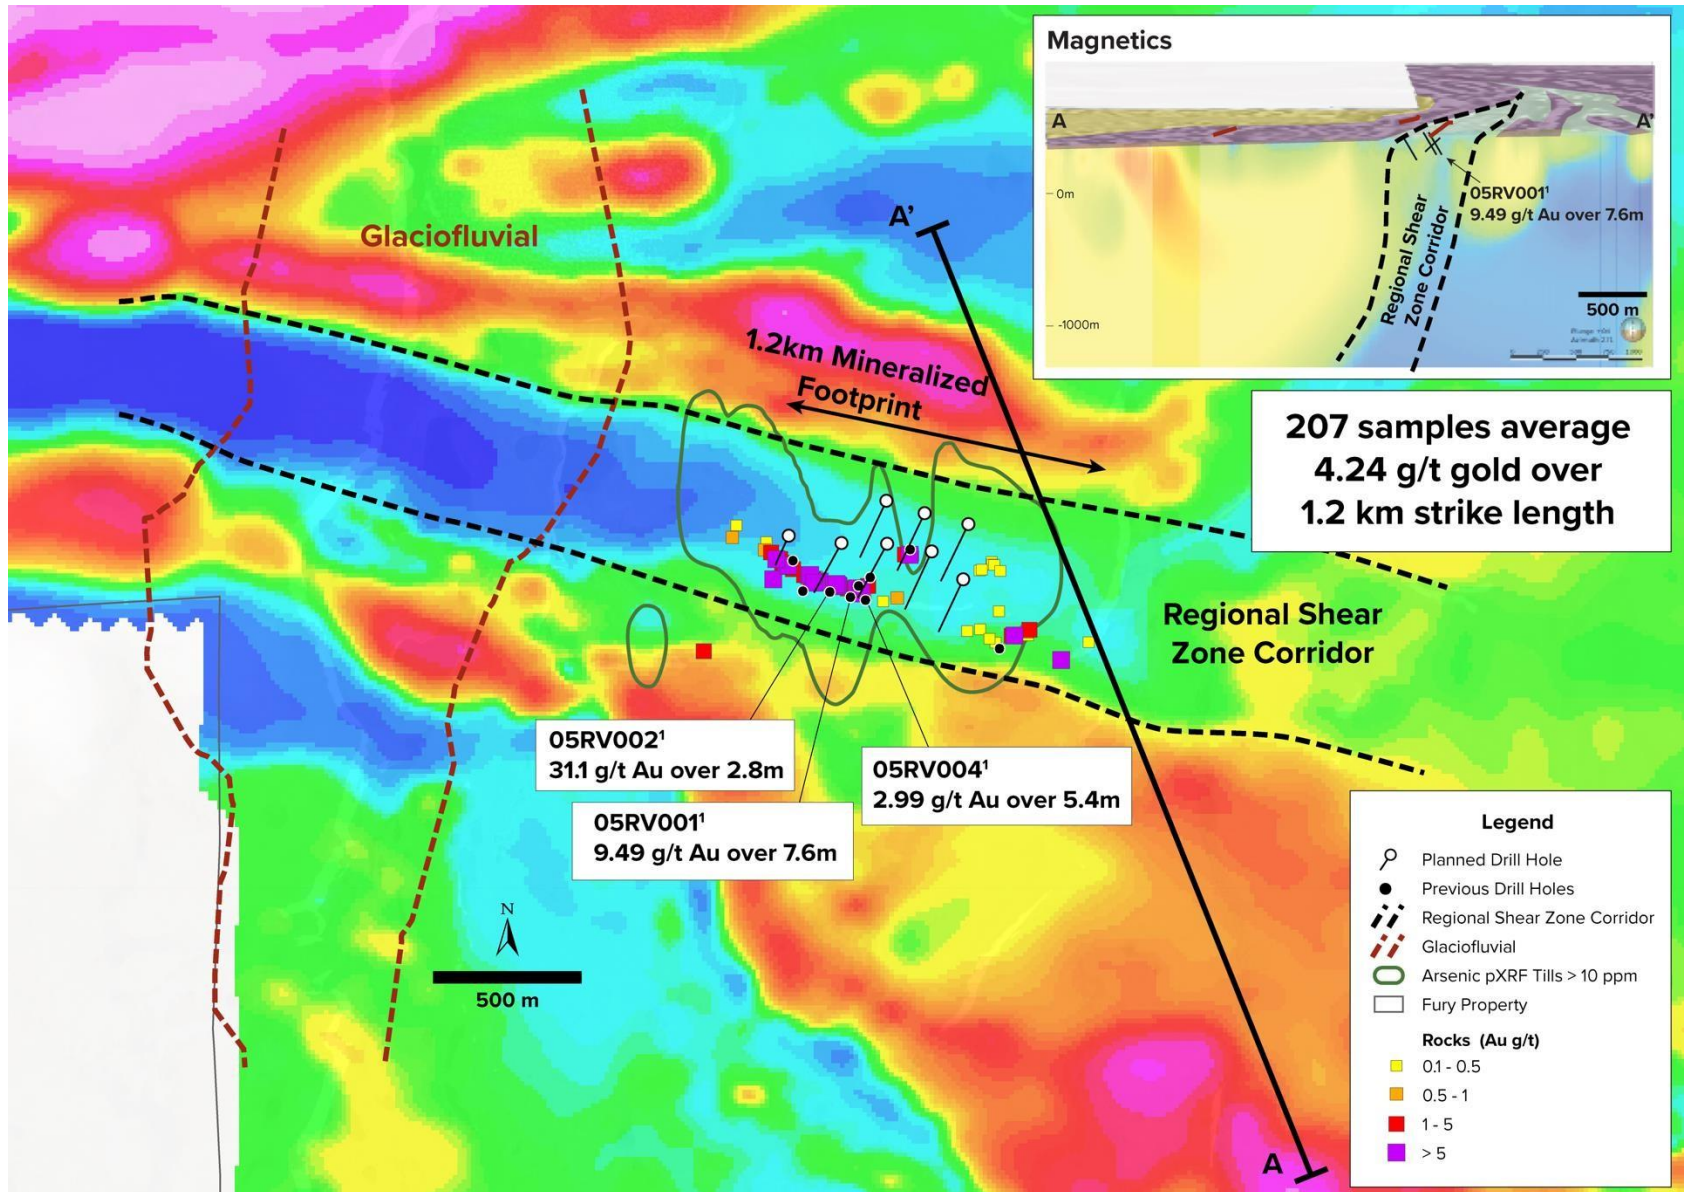 Magnetics
A
A'
0m
-1000m
05RV001¹
9.49 g/t Au over 7.6m
Regional Shear
Zone Corridor
500 m
A'
Glaciofluvial
1.2km Mineralized
Footprint
207 samples average
4.24 g/t gold over
1.2 km strike length
Regional Shear
Zone Corridor
05RV002¹
31.1 g/t Au over 2.8m
05RV004¹
2.99 g/t Au over 5.4m
05RV001¹
9.49 g/t Au over 7.6m
N
500 m
A
Legend
Planned Drill Hole
Previous Drill Holes
Regional Shear Zone Corridor
Glaciofluvial
Arsenic pXRF Tills > 10 ppm
Fury Property
Rocks (Au g/t)
0.1 - 0.5
0.5 - 1
1 - 5
> 5